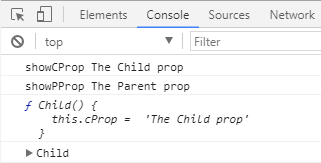 Elements Console Sources Network
top Filter
showCProp The Child prop
showPProp The Parent prop
ƒ Child() {
this.cProp = 'The Child prop'
}
Child